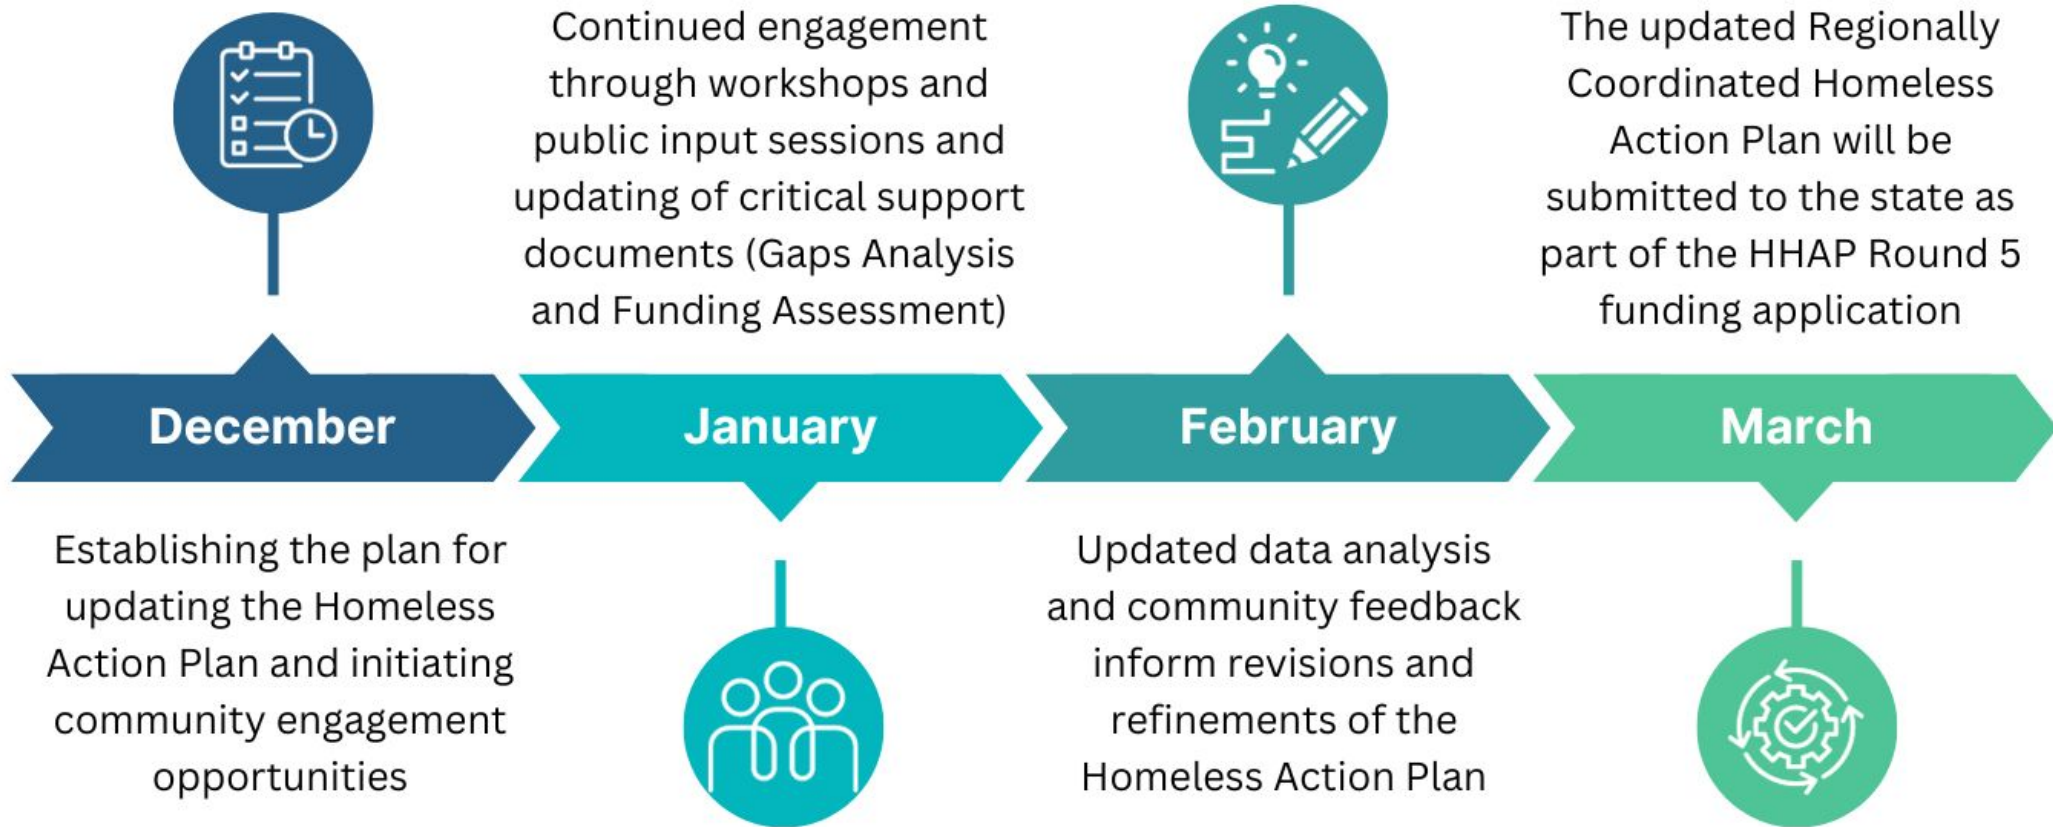 December
Establishing the plan for
updating the Homeless
Action Plan and initiating
community engagement
opportunities
Continued engagement
through workshops and
public input sessions and
updating of critical support
documents (Gaps Analysis
and Funding Assessment)
January
February
Updated data analysis
and community feedback
inform revisions and
refinements of the
Homeless Action Plan
The updated Regionally
Coordinated Homeless
Action Plan will be
submitted to the state as
part of the HHAP Round 5
funding application
March